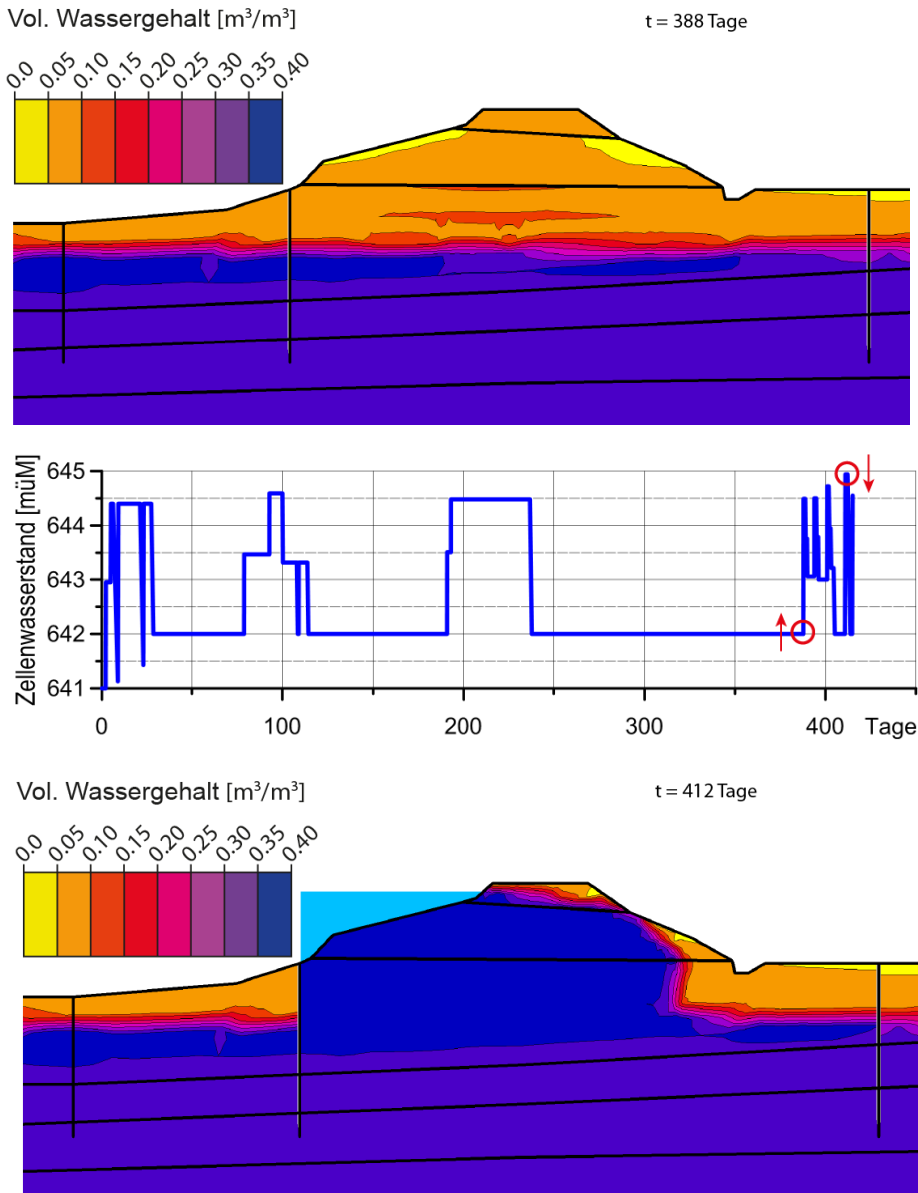 Vol. Wassergehalt [m³/m³]
t = 388 Tage
0.0 0.05 0.10 0.15 0.20 0.25 0.30 0.35 0.40
Zellenwasserstand [müM]
645
644
643
642
641
0 100 200 300 400 Tage
Vol. Wassergehalt [m³/m³]
t = 412 Tage
0.0 0.05 0.10 0.15 0.20 0.25 0.30 0.35 0.40